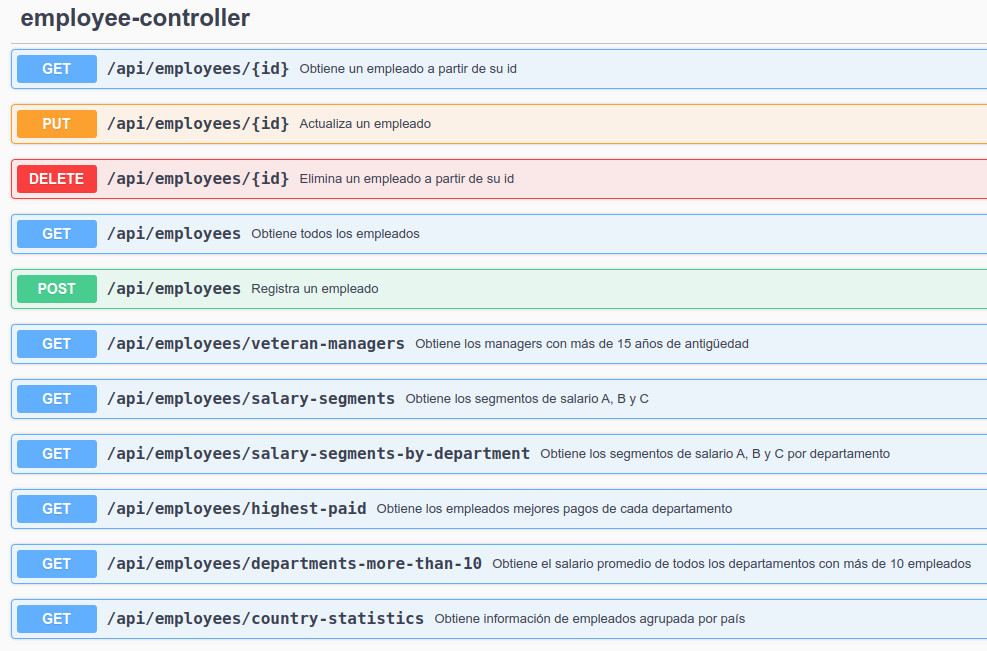 employee-controller
GET /api/employees/{id} Obtiene un empleado a partir de su id
PUT /api/employees/{id} Actualiza un empleado
DELETE /api/employees/{id} Elimina un empleado a partir de su id
GET /api/employees Obtiene todos los empleados
POST /api/employees Registra un empleado
GET /api/employees/veteran-managers Obtiene los managers con más de 15 años de antigüedad
GET /api/employees/salary-segments Obtiene los segmentos de salario A, B y C
GET /api/employees/salary-segments-by-department Obtiene los segmentos de salario A, B y C por departamento
GET /api/employees/highest-paid Obtiene los empleados mejores pagos de cada departamento
GET /api/employees/departments-more-than-10 Obtiene el salario promedio de todos los departamentos con más de 10 empleados
GET /api/employees/country-statistics Obtiene información de empleados agrupada por país